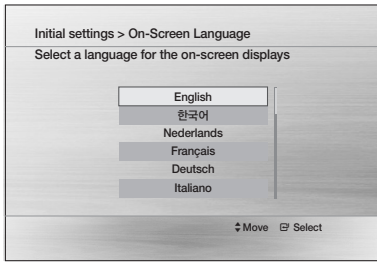 Initial settings > On-Screen Language
Select a language for the on-screen displays
English
한국어
Nederlands
Français
Deutsch
Italiano
Move Select